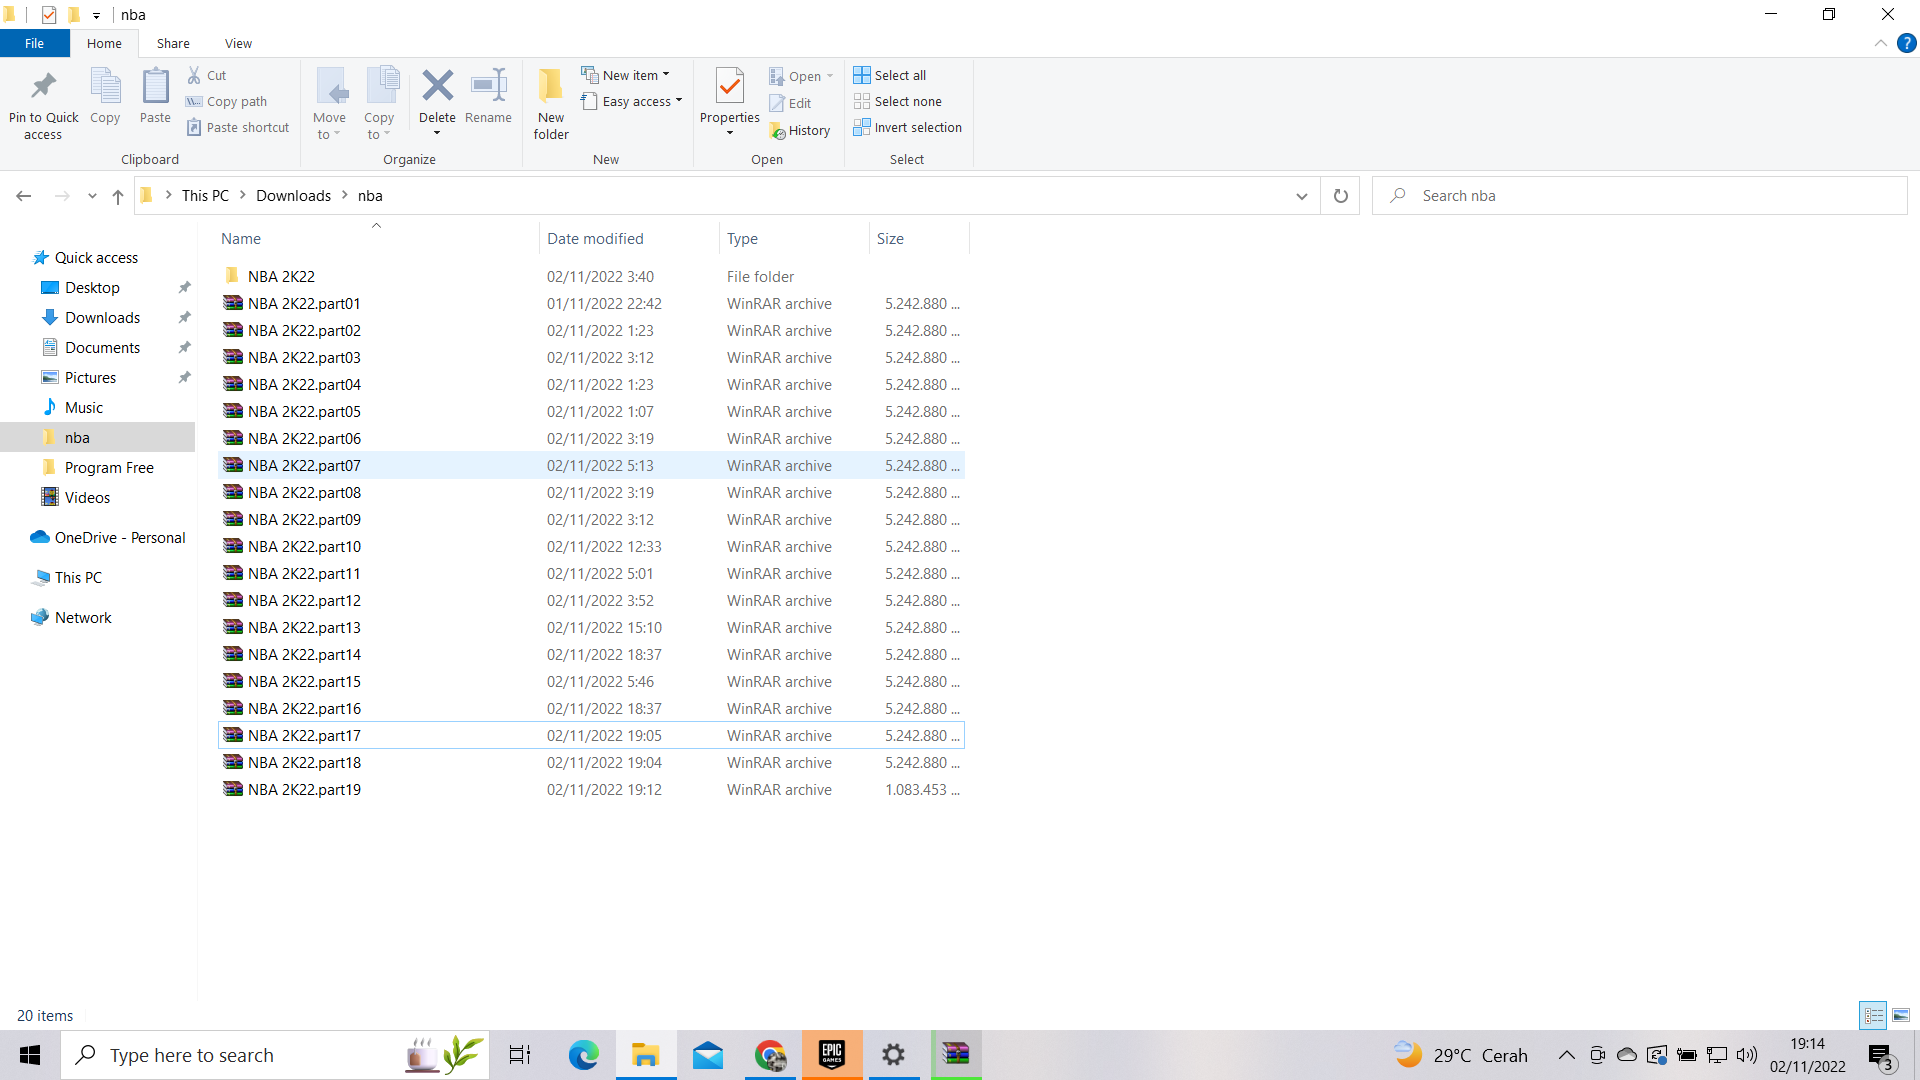 nba
File
Home
Share
View
Pin to Quick access
Copy
Paste
Cut
Copy path
Paste shortcut
Clipboard
Move to
Copy to
Delete
Rename
Organize
New folder
New item
Easy access
New
Properties
Open
Edit
History
Open
Select all
Select none
Invert selection
Select
This PC > Downloads > nba
Search nba
Quick access
Desktop
Downloads
Documents
Pictures
Music
nba
Program Free
Videos
OneDrive - Personal
This PC
Network
Name Date modified Type Size
NBA 2K22 02/11/2022 3:40 File folder
NBA 2K22.part01 01/11/2022 22:42 WinRAR archive 5.242.880 ...
NBA 2K22.part02 02/11/2022 1:23 WinRAR archive 5.242.880 ...
NBA 2K22.part03 02/11/2022 3:12 WinRAR archive 5.242.880 ...
NBA 2K22.part04 02/11/2022 1:23 WinRAR archive 5.242.880 ...
NBA 2K22.part05 02/11/2022 1:07 WinRAR archive 5.242.880 ...
NBA 2K22.part06 02/11/2022 3:19 WinRAR archive 5.242.880 ...
NBA 2K22.part07 02/11/2022 5:13 WinRAR archive 5.242.880 ...
NBA 2K22.part08 02/11/2022 3:19 WinRAR archive 5.242.880 ...
NBA 2K22.part09 02/11/2022 3:12 WinRAR archive 5.242.880 ...
NBA 2K22.part10 02/11/2022 12:33 WinRAR archive 5.242.880 ...
NBA 2K22.part11 02/11/2022 5:01 WinRAR archive 5.242.880 ...
NBA 2K22.part12 02/11/2022 3:52 WinRAR archive 5.242.880 ...
NBA 2K22.part13 02/11/2022 15:10 WinRAR archive 5.242.880 ...
NBA 2K22.part14 02/11/2022 18:37 WinRAR archive 5.242.880 ...
NBA 2K22.part15 02/11/2022 5:46 WinRAR archive 5.242.880 ...
NBA 2K22.part16 02/11/2022 18:37 WinRAR archive 5.242.880 ...
NBA 2K22.part17 02/11/2022 19:05 WinRAR archive 5.242.880 ...
NBA 2K22.part18 02/11/2022 19:04 WinRAR archive 5.242.880 ...
NBA 2K22.part19 02/11/2022 19:12 WinRAR archive 1.083.453 ...
20 items
Type here to search
EPIC
GAMES
29°C Cerah
19:14
02/11/2022
3